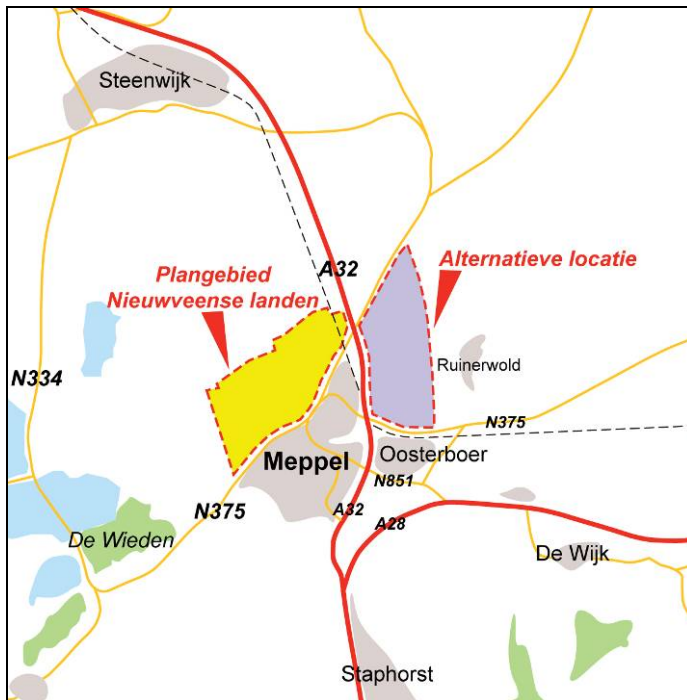 Steenwijk
A32
Alternatieve locatie
Plangebied
Nieuwveense landen
Ruinerwold
N334
N375
Oosterboer
Meppel
N851
N375
A32
A28
De Wieden
De Wijk
Staphorst